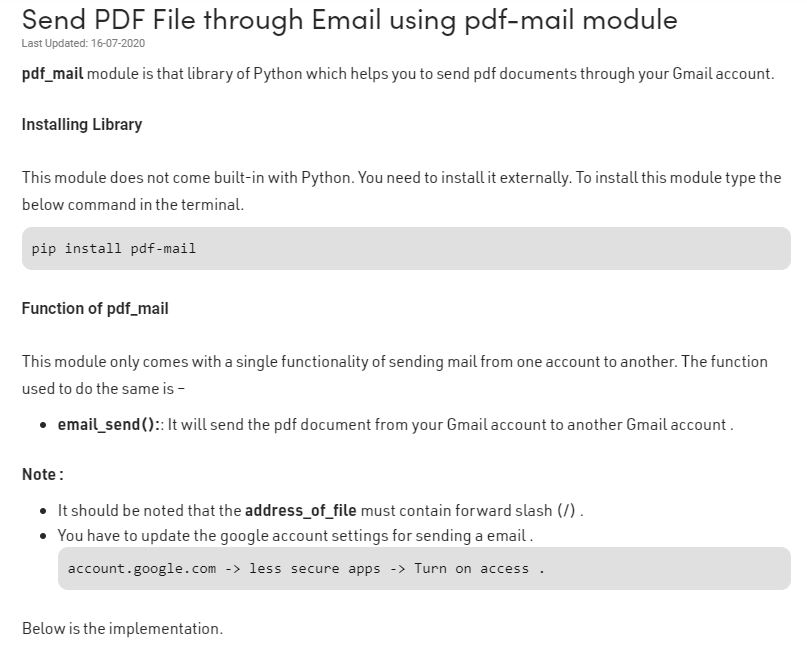 Send PDF File through Email using pdf-mail module
Last Updated: 16-07-2020
pdf_mail module is that library of Python which helps you to send pdf documents through your Gmail account.
Installing Library
This module does not come built-in with Python. You need to install it externally. To install this module type the
below command in the terminal.
pip install pdf-mail
Function of pdf_mail
This module only comes with a single functionality of sending mail from one account to another. The function
used to do the same is –
• email_send():: It will send the pdf document from your Gmail account to another Gmail account .
Note :
• It should be noted that the address_of_file must contain forward slash (/) .
• You have to update the google account settings for sending a email .
account.google.com -> less secure apps -> Turn on access .
Below is the implementation.